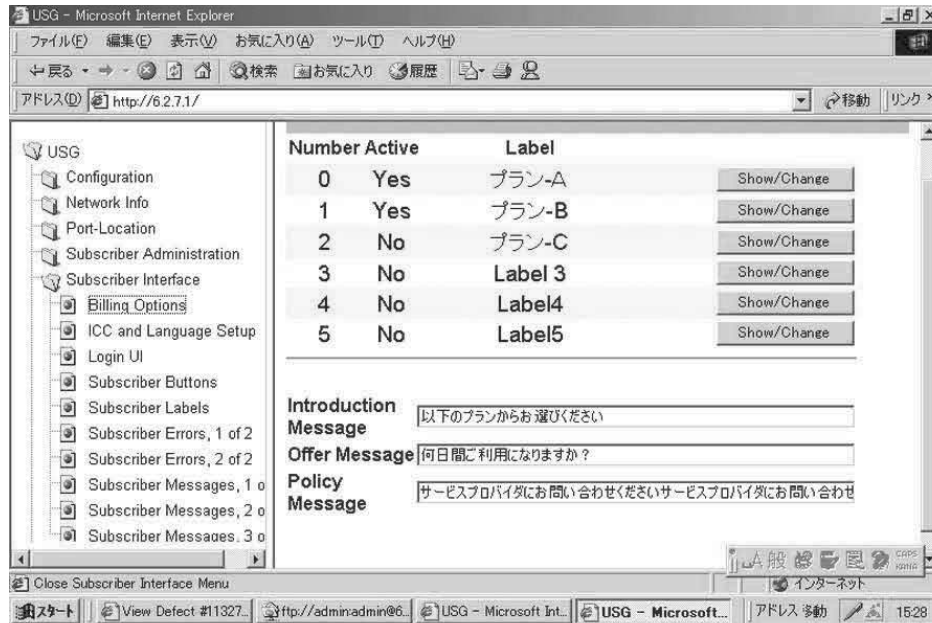 USG - Microsoft Internet Explorer
ファイル(F) 編集(E) 表示(V) お気に入り(A) ツール(T) ヘルプ(H)
戻る 検索 お気に入り 履歴
アドレス(D) http://6.2.7.1/ 移動 リンク
USG
Configuration
Network Info
Port-Location
Subscriber Administration
Subscriber Interface
Billing Options
ICC and Language Setup
Login UI
Subscriber Buttons
Subscriber Labels
Subscriber Errors, 1 of 2
Subscriber Errors, 2 of 2
Subscriber Messages, 1 o
Subscriber Messages, 2 o
Subscriber Messages, 3 o
Number Active Label
0 Yes プラン-A Show/Change
1 Yes プラン-B Show/Change
2 No プラン-C Show/Change
3 No Label 3 Show/Change
4 No Label4 Show/Change
5 No Label5 Show/Change
Introduction Message 以下のプランからお選びください
Offer Message 何日間ご利用になりますか？
Policy Message サービスプロバイダにお問い合わせくださいサービスプロバイダにお問い合わせ
A 般 CAPS KANA
Close Subscriber Interface Menu インターネット
スタート View Defect #11327... ftp://admin:admin@6... USG - Microsoft Int... USG - Microsoft... アドレス 移動 15:28